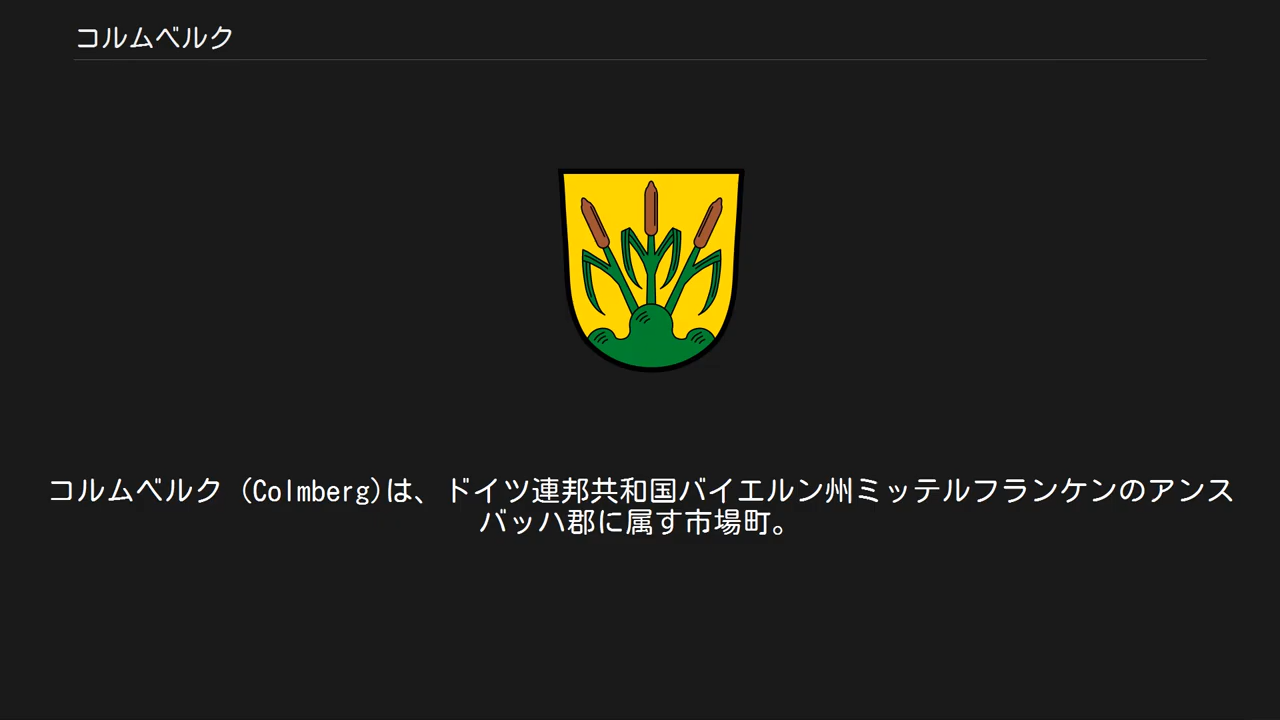 コルムベルク
コルムベルク (Colmberg)は、ドイツ連邦共和国バイエルン州ミッテルフランケンのアンス
バッハ郡に属す市場町。